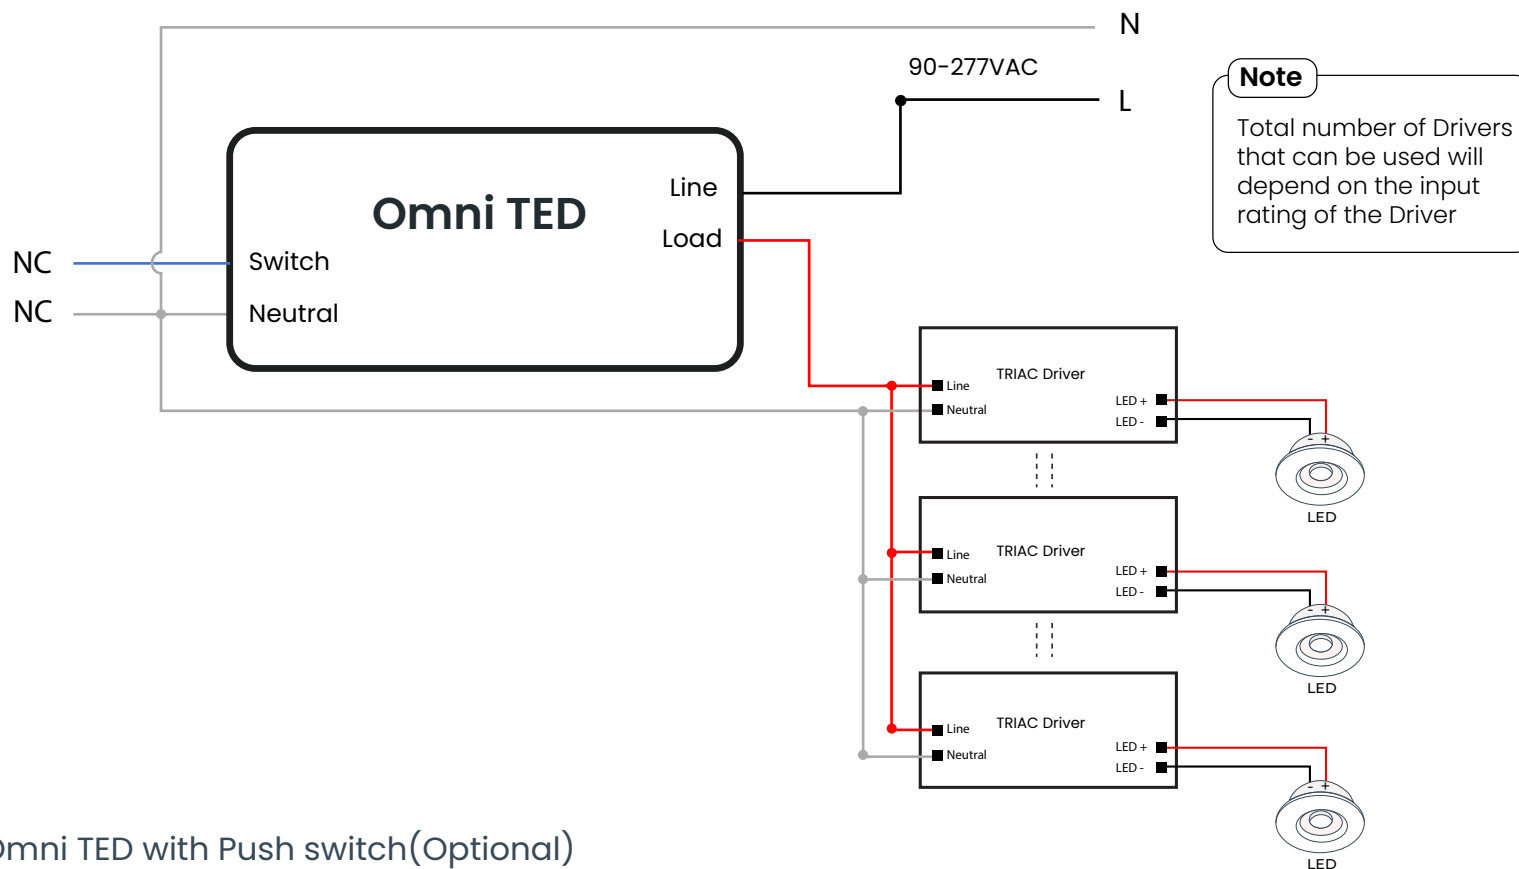 N
90-277VAC
L
Note
Total number of Drivers
that can be used will
depend on the input
rating of the Driver
Omni TED
Line
Load
NC
Switch
NC
Neutral
TRIAC Driver
Line
Neutral
LED +
LED -
- +
LED
TRIAC Driver
Line
Neutral
LED +
LED -
- +
LED
TRIAC Driver
Line
Neutral
LED +
LED -
- +
LED
Omni TED with Push switch(Optional)